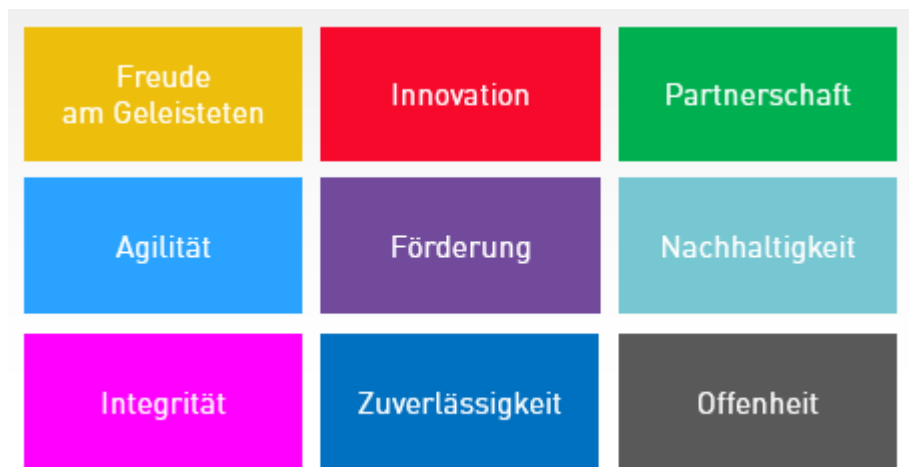 Freude
am Geleisteten
Innovation
Partnerschaft
Agilität
Förderung
Nachhaltigkeit
Integrität
Zuverlässigkeit
Offenheit